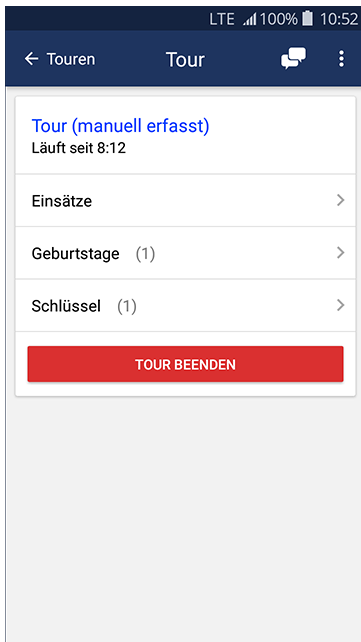 LTE 100% 10:52
Touren Tour
Tour (manuell erfasst)
Läuft seit 8:12
Einsätze
Geburtstage (1)
Schlüssel (1)
TOUR BEENDEN